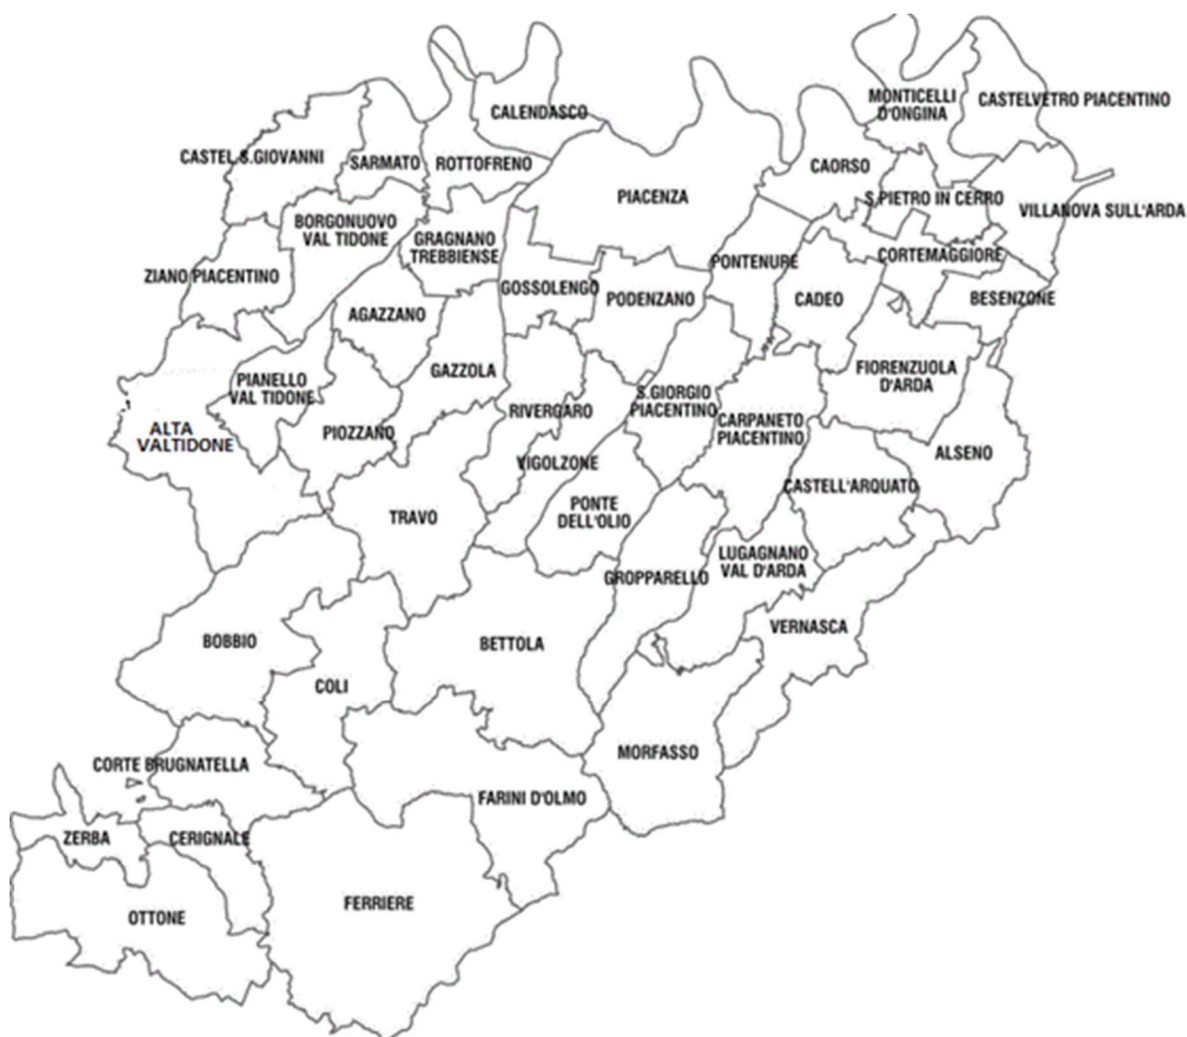 MONTICELLI
D'ONGINA
CASTELVETRO PIACENTINO
CALENDASCO
CASTEL S.GIOVANNI
SARMATO
ROTTOFRENO
CAORSO
PIACENZA
S.PIETRO IN CERRO
VILLANOVA SULL'ARDA
BORGONUOVO
VAL TIDONE
GRAGNANO
TREBBIENSE
CORTEMAGGIORE
PONTENURE
ZIANO PIACENTINO
GOSSOLENGO
PODENZANO
CADEO
BESENZONE
AGAZZANO
GAZZOLA
FIORENZUOLA
D'ARDA
PIANELLO
VAL TIDONE
S.GIORGIO
PIACENTINO
RIVERGARO
CARPANETO
PIACENTINO
ALTA
VALTIDONE
PIOZZANO
ALSENO
VIGOLZONE
CASTELL'ARQUATO
PONTE
DELL'OLIO
TRAVO
LUGAGNANO
VAL D'ARDA
GROPPARELLO
VERNASCA
BOBBIO
BETTOLA
COLI
MORFASSO
CORTE BRUGNATELLA
FARINI D'OLMO
ZERBA
CERIGNALE
FERRIERE
OTTONE